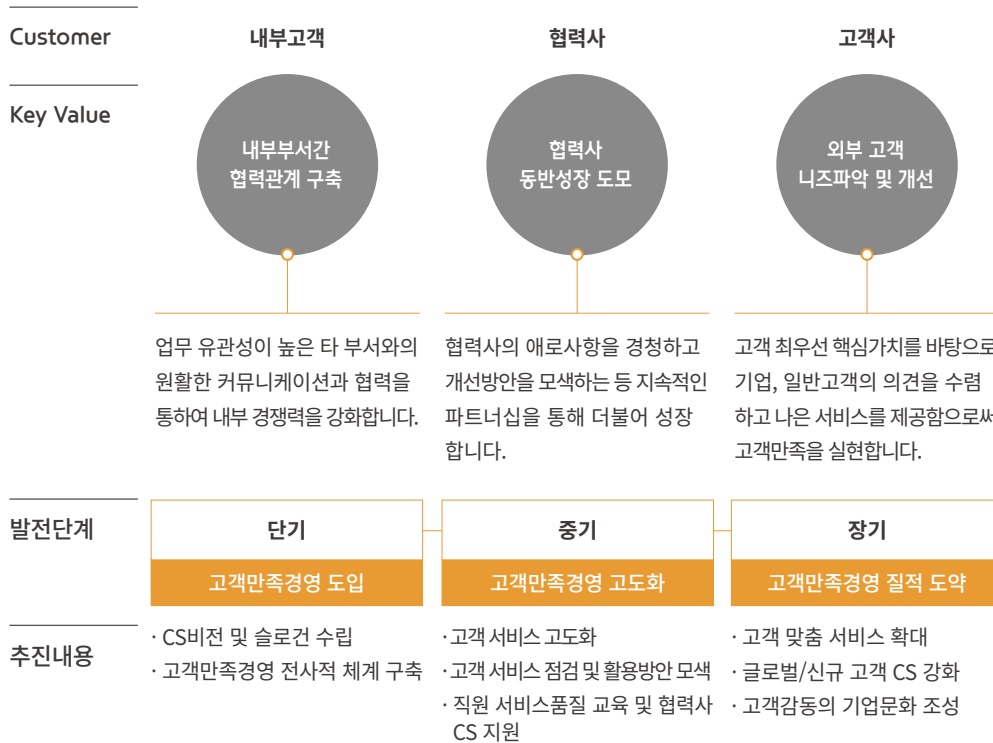 Customer
내부고객
협력사
고객사
Key Value
내부부서간
협력관계 구축
협력사
동반성장 도모
외부 고객
니즈파악 및 개선
업무 유관성이 높은 타 부서와의
원활한 커뮤니케이션과 협력을
통하여 내부 경쟁력을 강화합니다.
협력사의 애로사항을 경청하고
개선방안을 모색하는 등 지속적인
파트너십을 통해 더불어 성장
합니다.
고객 최우선 핵심가치를 바탕으로
기업, 일반고객의 의견을 수렴
하고 나은 서비스를 제공함으로써
고객만족을 실현합니다.
발전단계
단기
고객만족경영 도입
중기
고객만족경영 고도화
장기
고객만족경영 질적 도약
추진내용
· CS비전 및 슬로건 수립
· 고객만족경영 전사적 체계 구축
· 고객 서비스 고도화
· 고객 서비스 점검 및 활용방안 모색
· 직원 서비스품질 교육 및 협력사
CS 지원
· 고객 맞춤 서비스 확대
· 글로벌/신규 고객 CS 강화
· 고객감동의 기업문화 조성